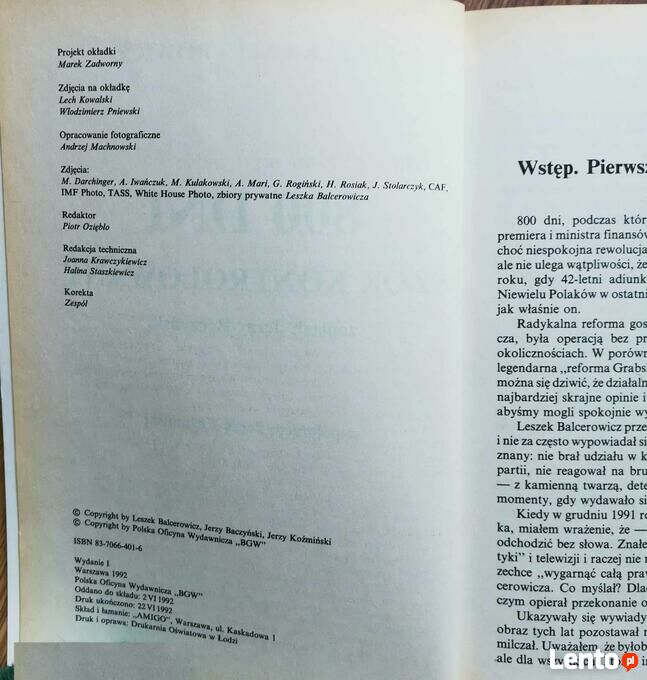 Projekt okładki
Marek Zadworny
Zdjęcia na okładkę
Lech Kowalski
Włodzimierz Pniewski
Opracowanie fotograficzne
Andrzej Machnowski
Zdjęcia:
M. Darchinger, A. Iwańczuk, M. Kulakowski, A. Mari, G. Rogiński, H. Rosiak, J. Stolarczyk, CAF,
IMF Photo, TASS, White House Photo, zbiory prywatne Leszka Balcerowicza
Redaktor
Piotr Oziębło
Redakcja techniczna
Joanna Krawczykiewicz
Halina Staszkiewicz
Korekta
Zespół
© Copyright by Leszek Balcerowicz, Jerzy Baczyński, Jerzy Koźmiński
© Copyright by Polska Oficyna Wydawnicza „BGW”
ISBN 83-7066-401-6
Wydanie I
Warszawa 1992
Polska Oficyna Wydawnicza „BGW”
Oddano do składu: 2 VI 1992
Druk ukończono: 22 VI 1992
Skład i łamanie: „AMIGO”, Warszawa, ul. Kaskadowa 1
Druk i oprawa: Drukarnia Oświatowa w Łodzi
Wstęp. Pierwsz
800 dni, podczas któr
premiera i ministra finansów
choć niespokojna rewolucja
ale nie ulega wątpliwości, że
roku, gdy 42-letni adiunk
Niewielu Polaków w ostatni
jak właśnie on.
Radykalna reforma gos
cza, była operacją bez pr
okolicznościach. W porówn
legendarna „reforma Grabs
można się dziwić, że działaln
najbardziej skrajne opinie i
abyśmy mogli spokojnie wy
Leszek Balcerowicz prze
i nie za często wypowiadał si
znany: nie brał udziału w k
partii, nie reagował na bru
— z kamienną twarzą, dete
momenty, gdy wydawało si
Kiedy w grudniu 1991 ro
ka, miałem wrażenie, że —
odchodzić bez słowa. Znałe
tyki” i telewizji i raczej nie
zechce „wygarnąć całą praw
cerowicza. Co myślał? Dla
czym opierał przekonanie o
Ukazywały się wywiady
obraz tych lat pozostawał
milczał. Uważałem, że byłob
ale dla
Lento.pl